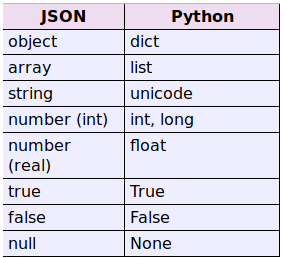 JSON Python
object dict
array list
string unicode
number (int) int, long
number float
(real)
true True
false False
null None